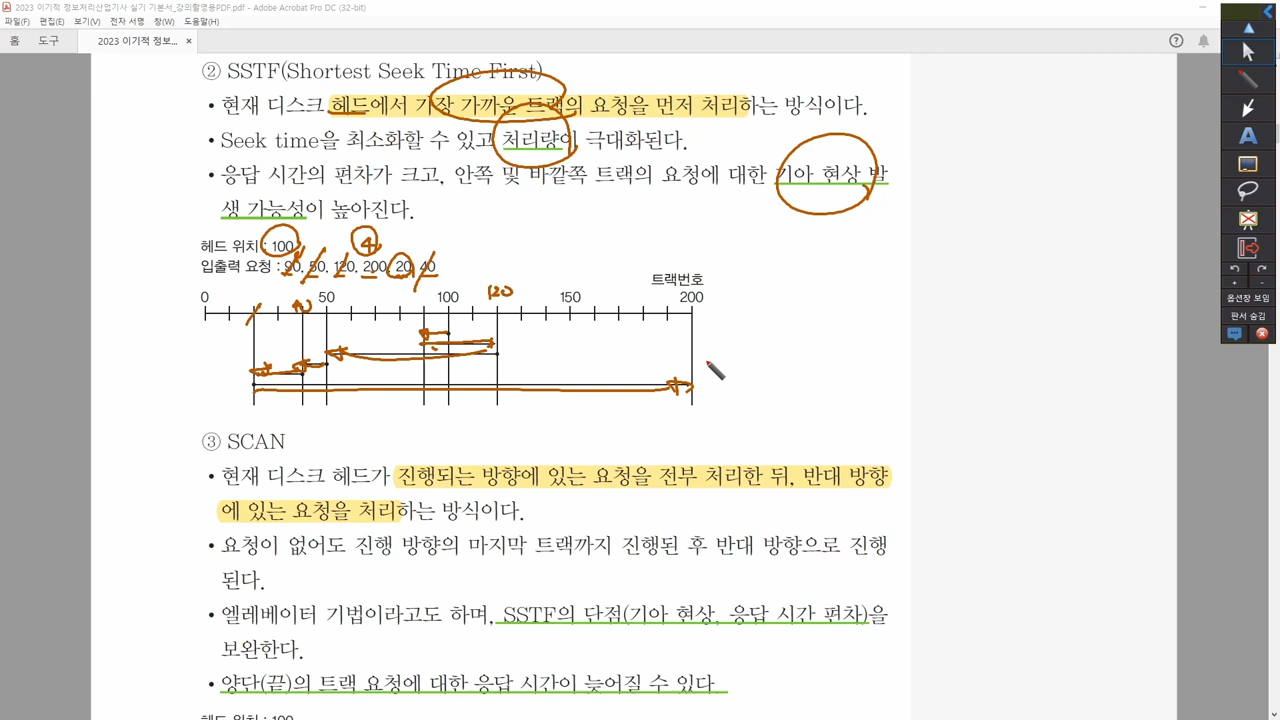 2023 이기적 정보처리산업기사 실기 기본서_강의촬영용PDF.pdf - Adobe Acrobat Pro DC (32-bit)
파일(F) 편집(E) 보기(V) 전자 서명 창(W) 도움말(H)
홈 도구 2023 이기적 정보... ×
② SSTF(Shortest Seek Time First)
• 현재 디스크 헤드에서 가장 가까운 트랙의 요청을 먼저 처리하는 방식이다.
• Seek time을 최소화할 수 있고 처리량이 극대화된다.
• 응답 시간의 편차가 크고, 안쪽 및 바깥쪽 트랙의 요청에 대한 기아 현상 발
생 가능성이 높아진다.
헤드 위치 : 100
4
입출력 요청 : 90, 50, 120, 200, 20, 40
트랙번호
0 50 100 150 200
40 120
③ SCAN
• 현재 디스크 헤드가 진행되는 방향에 있는 요청을 전부 처리한 뒤, 반대 방향
에 있는 요청을 처리하는 방식이다.
• 요청이 없어도 진행 방향의 마지막 트랙까지 진행된 후 반대 방향으로 진행
된다.
• 엘레베이터 기법이라고도 하며, SSTF의 단점(기아 현상, 응답 시간 편차)을
보완한다.
• 양단(끝)의 트랙 요청에 대한 응답 시간이 늦어질 수 있다.
헤드 위치 : 100
A
옵션창 보임
판서 숨김